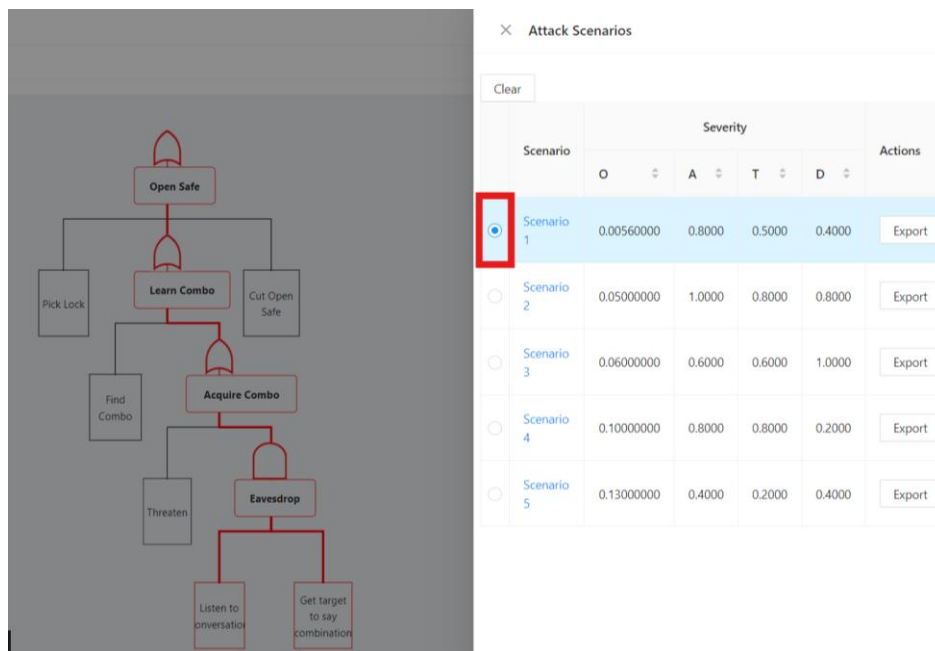 Attack Scenarios
Clear
Scenario
Severity
Actions
O A T D
Scenario 1 0.00560000 0.8000 0.5000 0.4000 Export
Scenario 2 0.05000000 1.0000 0.8000 0.8000 Export
Scenario 3 0.06000000 0.6000 0.6000 1.0000 Export
Scenario 4 0.10000000 0.8000 0.8000 0.2000 Export
Scenario 5 0.13000000 0.4000 0.2000 0.4000 Export
Open Safe
Pick Lock
Learn Combo
Cut Open
Safe
Find
Combo
Acquire Combo
Threaten
Eavesdrop
Listen to
onversatio
Get target
to say
combination